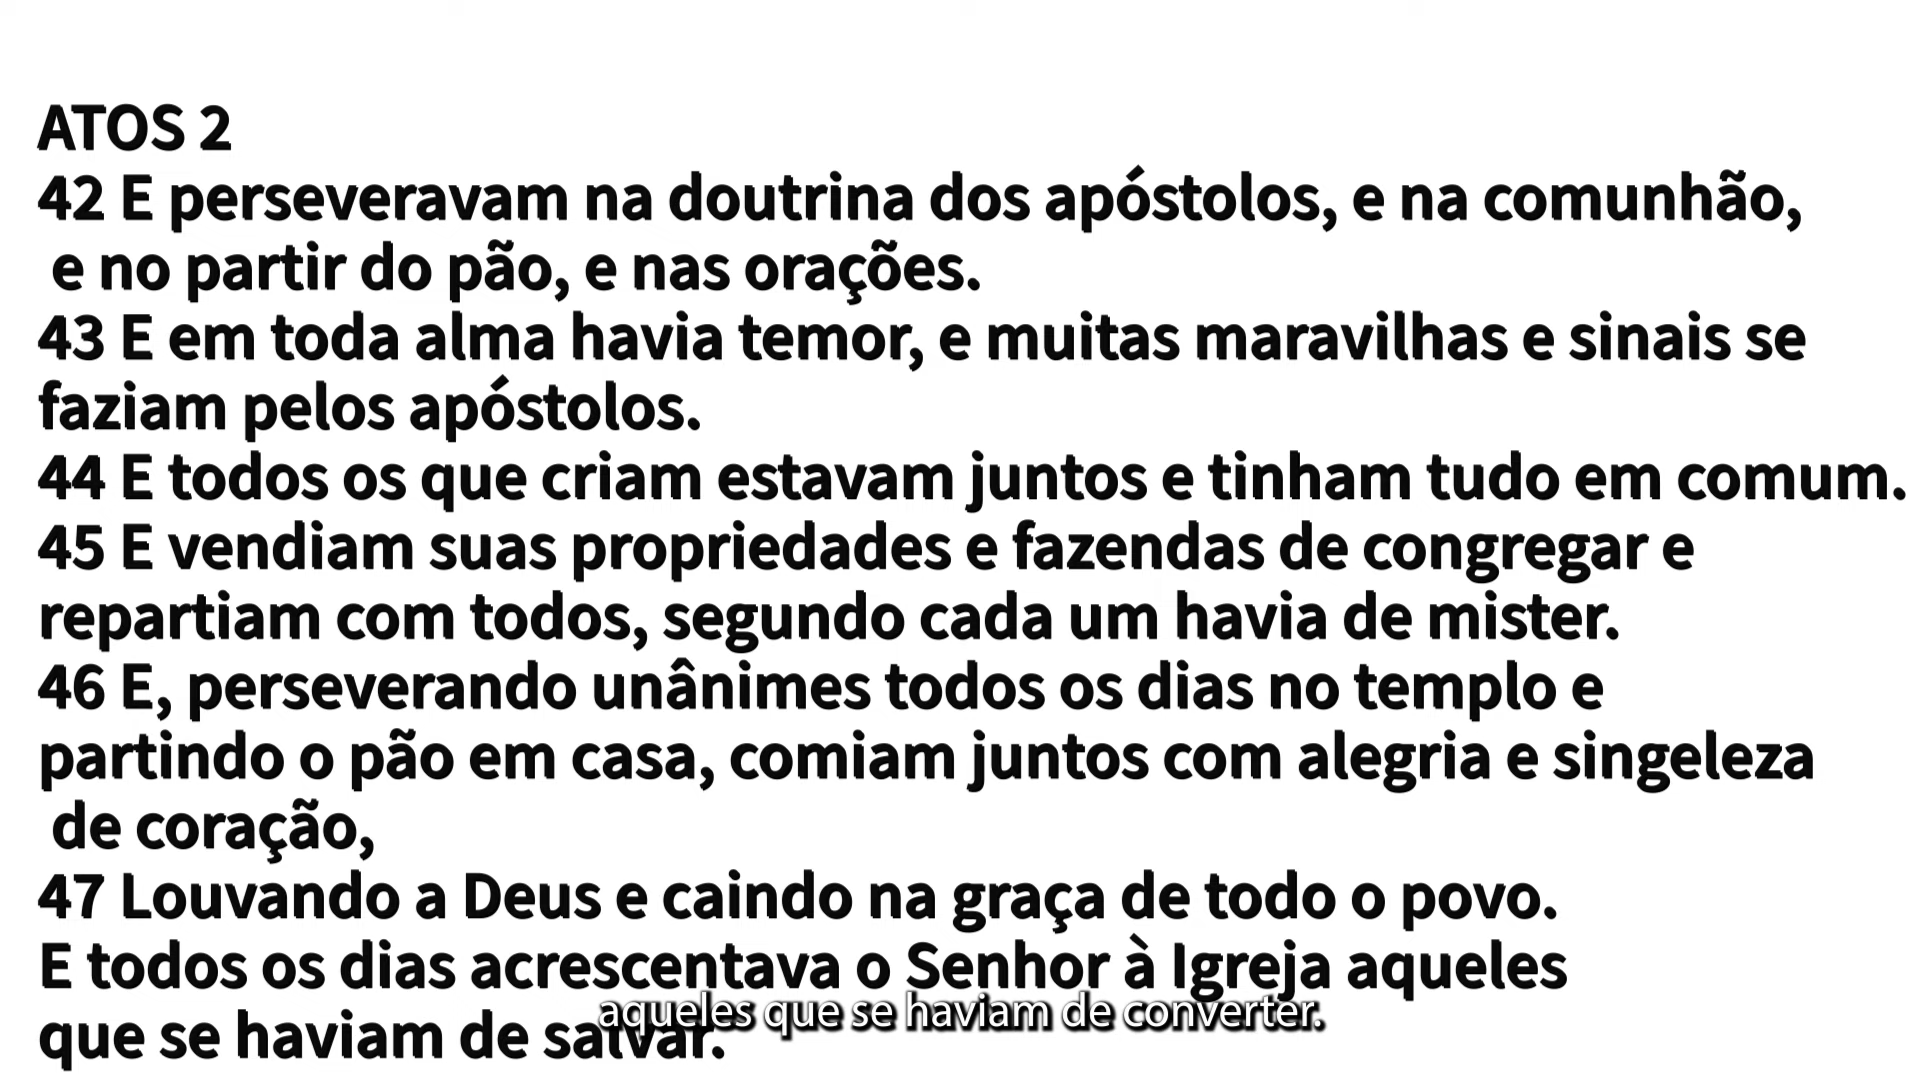 ATOS 2
42 E perseveravam na doutrina dos apóstolos, e na comunhão,
e no partir do pão, e nas orações.
43 E em toda alma havia temor, e muitas maravilhas e sinais se
faziam pelos apóstolos.
44 E todos os que criam estavam juntos e tinham tudo em comum.
45 E vendiam suas propriedades e fazendas de congregar e
repartiam com todos, segundo cada um havia de mister.
46 E, perseverando unânimes todos os dias no templo e
partindo o pão em casa, comiam juntos com alegria e singeleza
de coração,
47 Louvando a Deus e caindo na graça de todo o povo.
E todos os dias acrescentava o Senhor à Igreja aqueles
que se haviam de salvar.
aqueles que se haviam de converter.